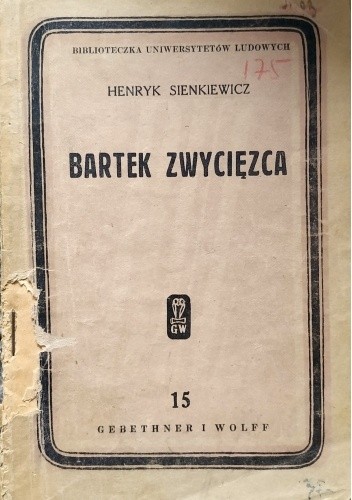 BIBLIOTECZKA UNIWERSYTETÓW LUDOWYCH
175
HENRYK SIENKIEWICZ
BARTEK ZWYCIĘZCA
GW
15
GEBETHNER I WOLFF